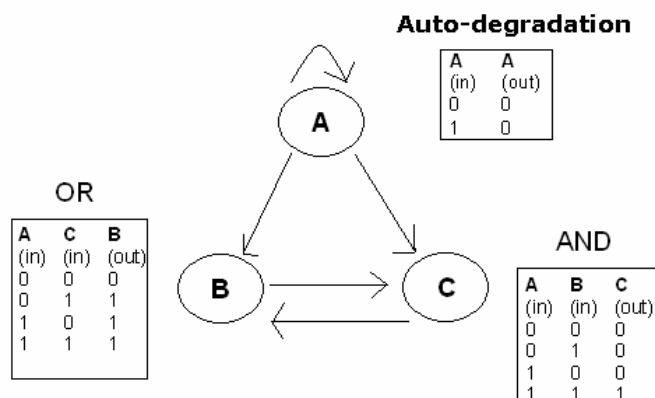 Auto-degradation
A A
(in) (out)
0 0
1 0
A
OR
A C B
(in) (in) (out)
0 0 0
0 1 1
1 0 1
1 1 1
B
C
AND
A B C
(in) (in) (out)
0 0 0
0 1 0
1 0 0
1 1 1